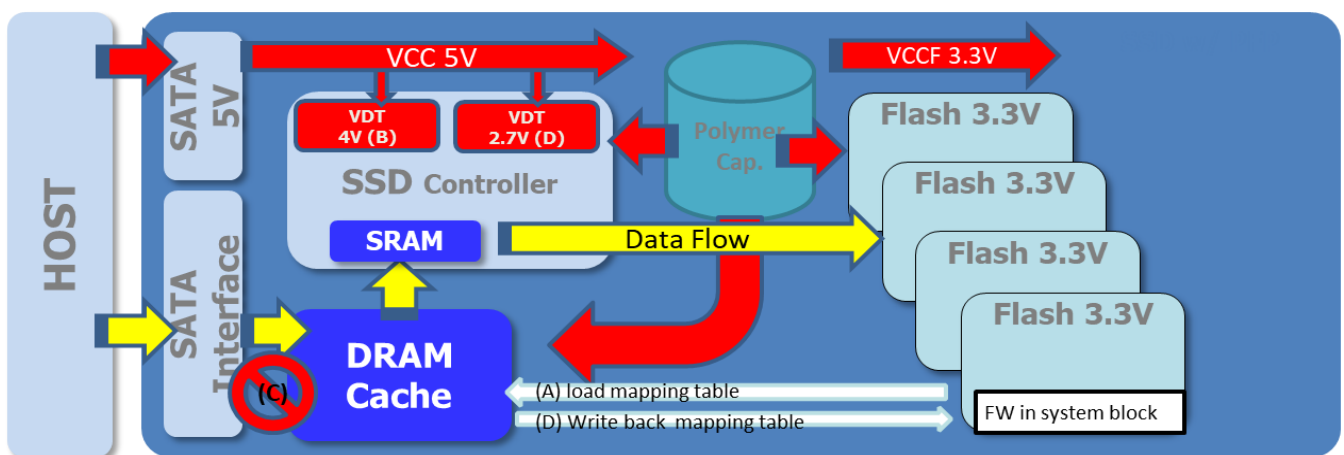 HOST
SATA
5V
VCC 5V
VCCF 3.3V
VDT
4V (B)
VDT
2.7V (D)
SSD Controller
SRAM
Polymer
Cap.
Flash 3.3V
Flash 3.3V
Flash 3.3V
Flash 3.3V
Data Flow
SATA
Interface
(C)
DRAM
Cache
(A) load mapping table
(D) Write back mapping table
FW in system block